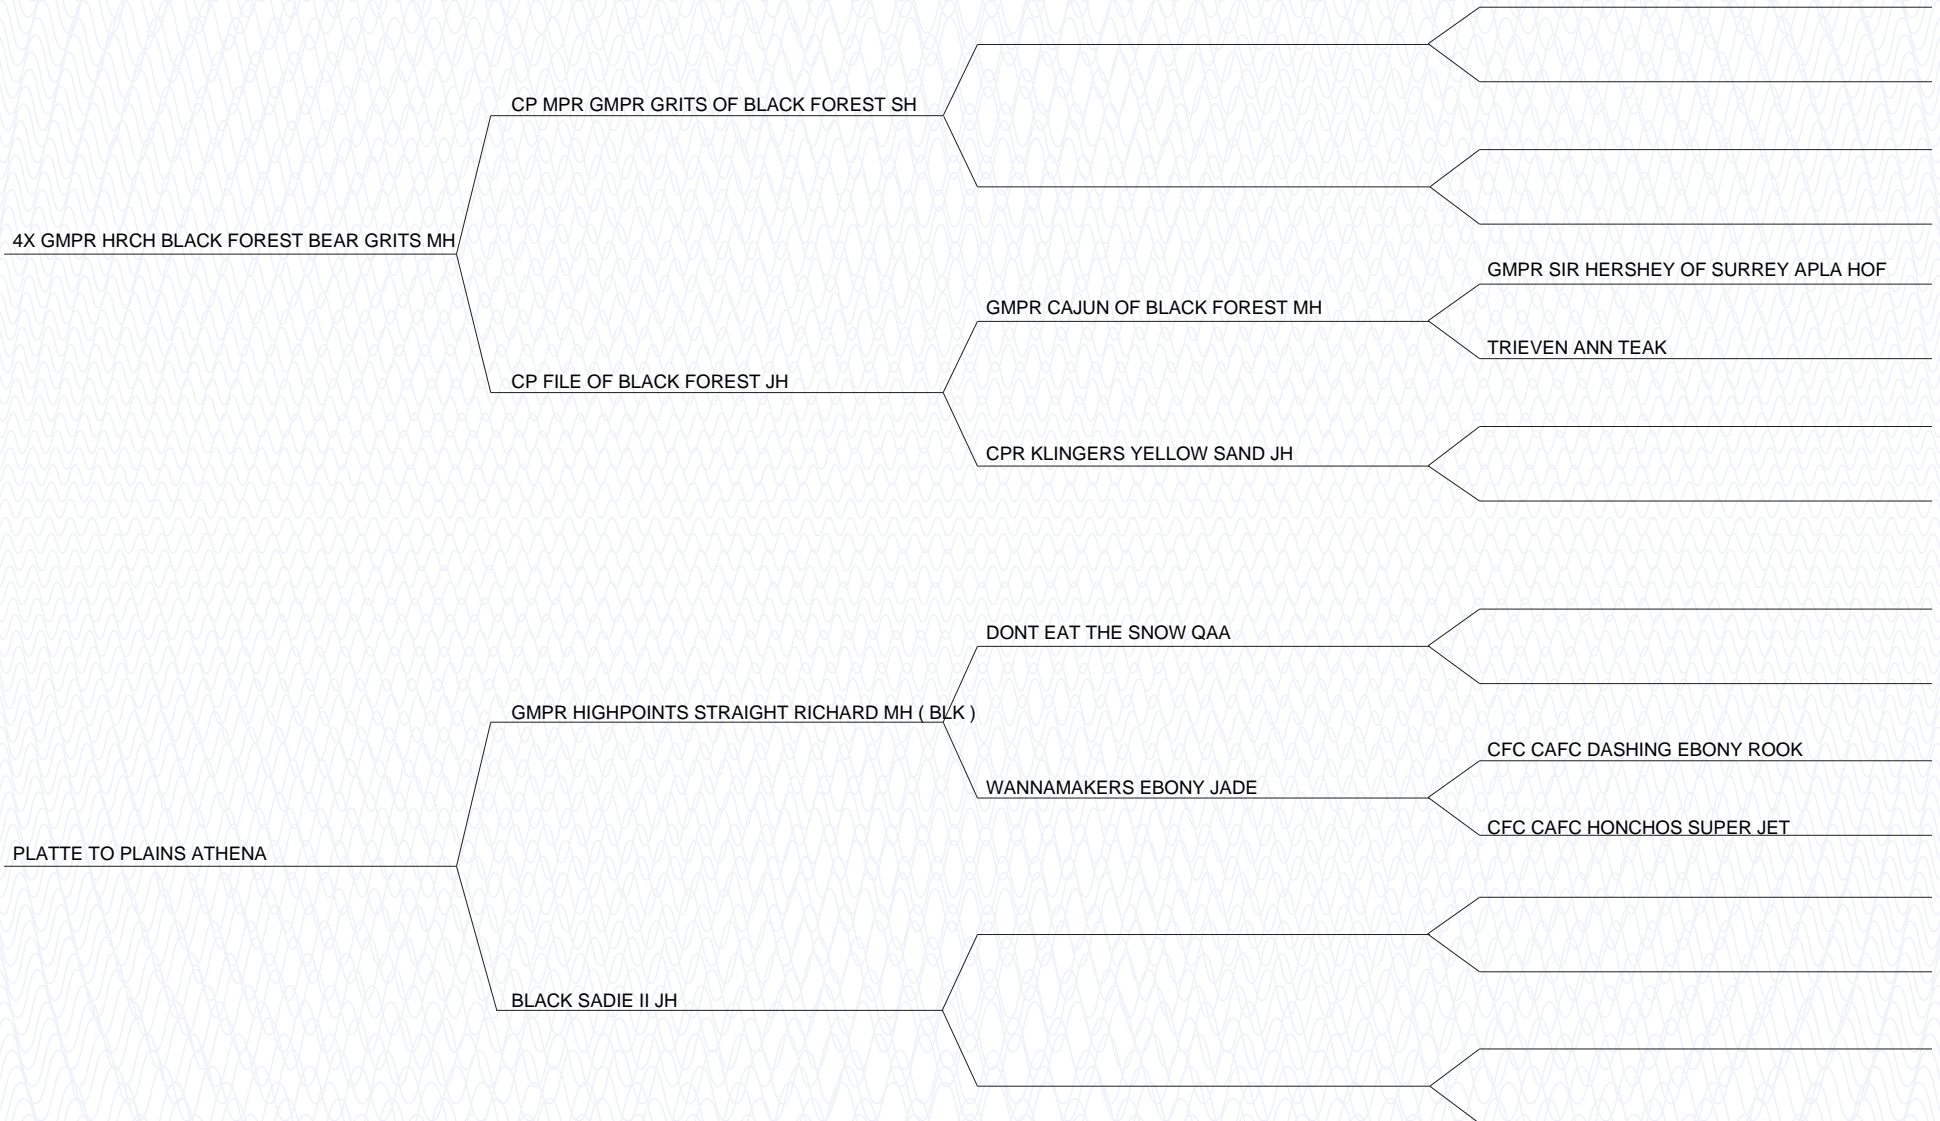 CP MPR GMPR GRITS OF BLACK FOREST SH
4X GMPR HRCH BLACK FOREST BEAR GRITS MH
GMPR SIR HERSHEY OF SURREY APLA HOF
GMPR CAJUN OF BLACK FOREST MH
TRIEVEN ANN TEAK
CP FILE OF BLACK FOREST JH
CPR KLINGERS YELLOW SAND JH
DONT EAT THE SNOW QAA
GMPR HIGHPOINTS STRAIGHT RICHARD MH ( BLK )
CFC CAFC DASHING EBONY ROOK
WANNAMAKERS EBONY JADE
CFC CAFC HONCHOS SUPER JET
PLATTE TO PLAINS ATHENA
BLACK SADIE II JH